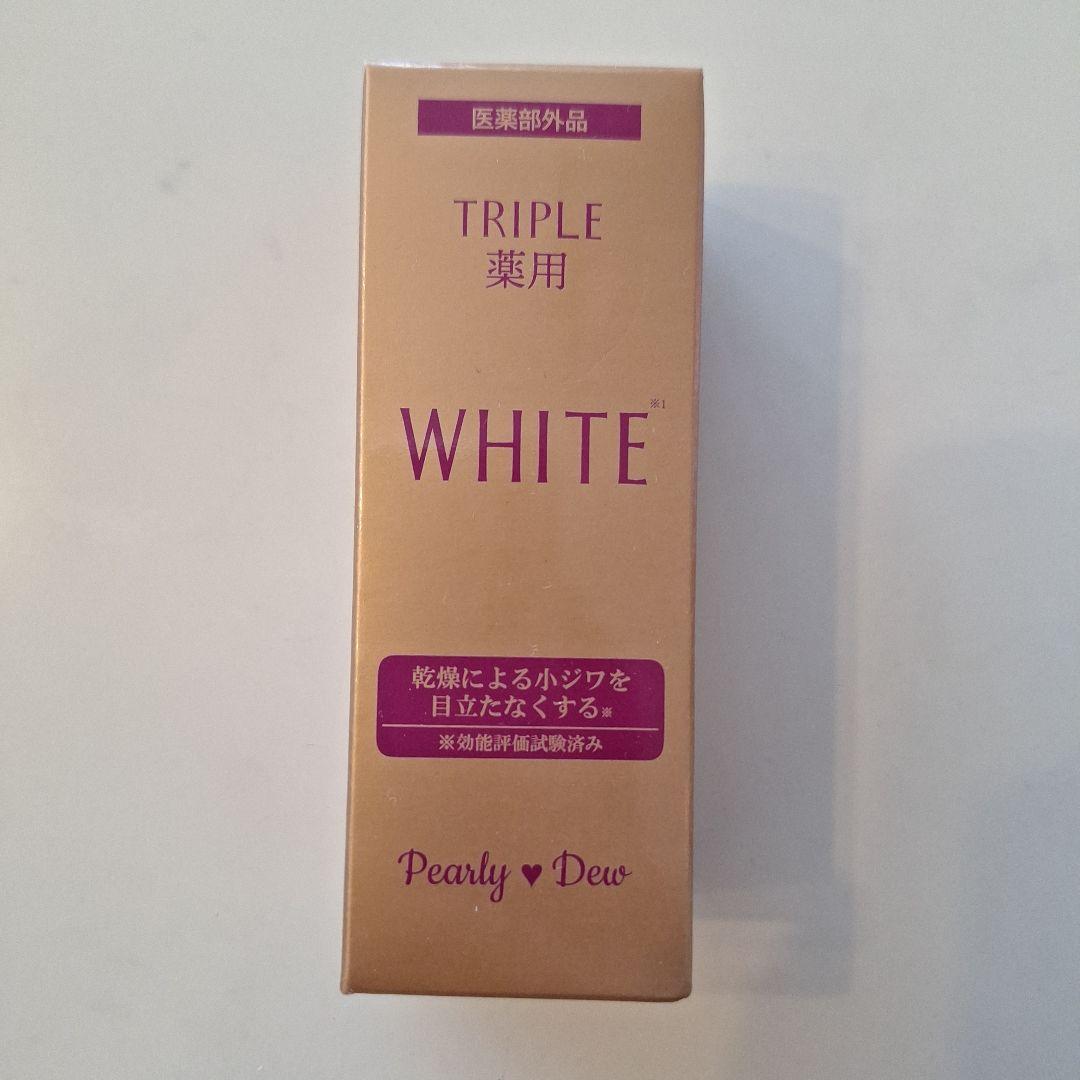 医薬部外品
TRIPLE
薬用
WHITE※1
乾燥による小ジワを
目立たなくする※
※効能評価試験済み
Pearly ♥ Dew